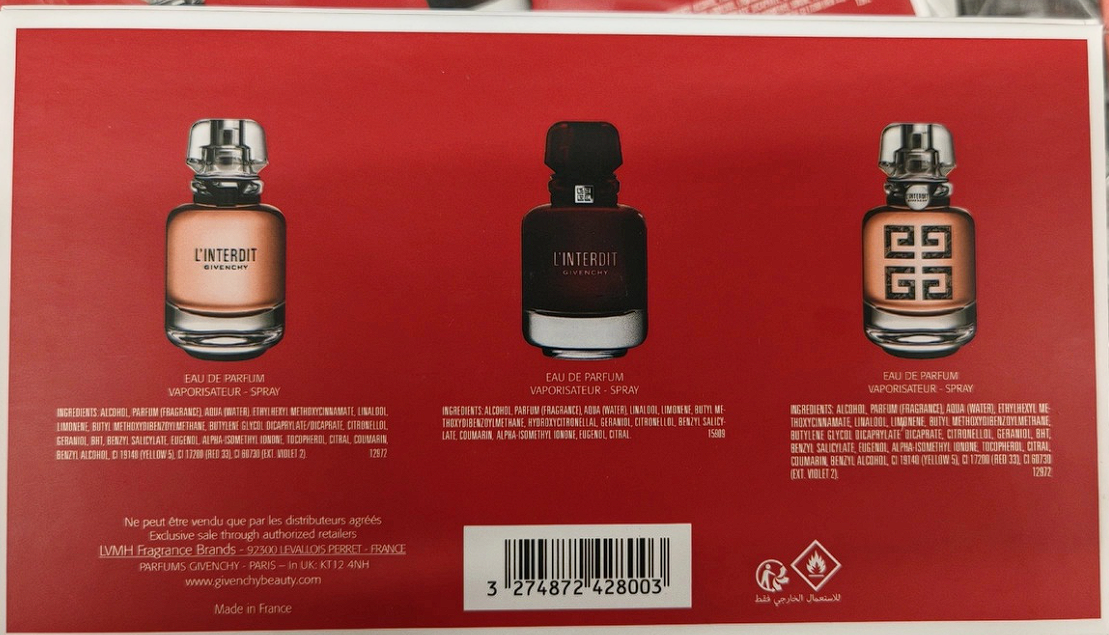 L'INTERDIT
GIVENCHY
EAU DE PARFUM
VAPORISATEUR - SPRAY
INGREDIENTS: ALCOHOL, PARFUM (FRAGRANCE), AQUA (WATER), ETHYLHEXYL METHOXYCINNAMATE, LINALOOL,
LIMONENE, BUTYL METHOXYDIBENZOYLMETHANE, BUTYLENE GLYCOL DICAPRYLATE/DICAPRATE, CITRONELLOL,
GERANIOL, BHT, BENZYL SALICYLATE, EUGENOL, ALPHA-ISOMETHYL IONONE, TOCOPHEROL, CITRAL, COUMARIN,
BENZYL ALCOHOL, CI 19140 (YELLOW 5), CI 17200 (RED 33), CI 60730 (EXT. VIOLET 2). 12972
L'INTERDIT
GIVENCHY
EAU DE PARFUM
VAPORISATEUR - SPRAY
INGREDIENTS: ALCOHOL, PARFUM (FRAGRANCE), AQUA (WATER), LINALOOL, LIMONENE, BUTYL ME-
THOXYDIBENZOYLMETHANE, HYDROXYCITRONELLAL, GERANIOL, CITRONELLOL, BENZYL SALICY-
LATE, COUMARIN, ALPHA-ISOMETHYL IONONE, EUGENOL, CITRAL. 15909
L'INTERDIT
EAU DE PARFUM
VAPORISATEUR - SPRAY
INGREDIENTS: ALCOHOL, PARFUM (FRAGRANCE), AQUA (WATER), ETHYLHEXYL ME-
THOXYCINNAMATE, LINALOOL, LIMONENE, BUTYL METHOXYDIBENZOYLMETHANE,
BUTYLENE GLYCOL DICAPRYLATE/DICAPRATE, CITRONELLOL, GERANIOL, BHT,
BENZYL SALICYLATE, EUGENOL, ALPHA-ISOMETHYL IONONE, TOCOPHEROL, CITRAL,
COUMARIN, BENZYL ALCOHOL, CI 19140 (YELLOW 5), CI 17200 (RED 33), CI 60730
(EXT. VIOLET 2). 12972
Ne peut être vendu que par les distributeurs agréés
Exclusive sale through authorized retailers
LVMH Fragrance Brands - 92300 LEVALLOIS PERRET - FRANCE
PARFUMS GIVENCHY - PARIS – In UK: KT12 4NH
www.givenchybeauty.com
Made in France
3 274872 428003
للاستعمال الخارجي فقط